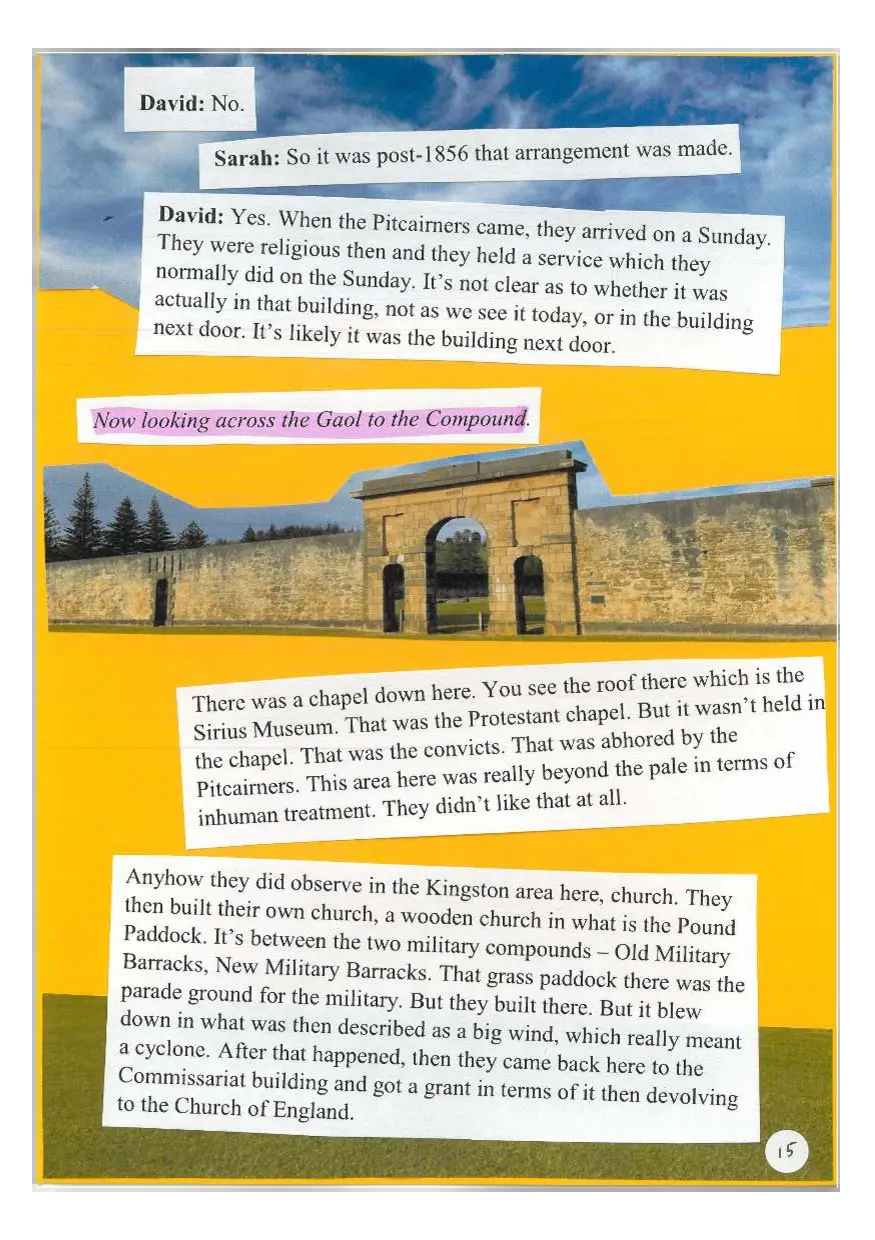 David: No.
Sarah: So it was post-1856 that arrangement was made.
David: Yes. When the Pitcairners came, they arrived on a Sunday.
They were religious then and they held a service which they
normally did on the Sunday. It's not clear as to whether it was
actually in that building, not as we see it today, or in the building
next door. It's likely it was the building next door.
Now looking across the Gaol to the Compound.
There was a chapel down here. You see the roof there which is the
Sirius Museum. That was the Protestant chapel. But it wasn't held in
the chapel. That was the convicts. That was abhored by the
Pitcairners. This area here was really beyond the pale in terms of
inhuman treatment. They didn't like that at all.
Anyhow they did observe in the Kingston area here, church. They
then built their own church, a wooden church in what is the Pound
Paddock. It's between the two military compounds – Old Military
Barracks, New Military Barracks. That grass paddock there was the
parade ground for the military. But they built there. But it blew
down in what was then described as a big wind, which really meant
a cyclone. After that happened, then they came back here to the
Commissariat building and got a grant in terms of it then devolving
to the Church of England.
15